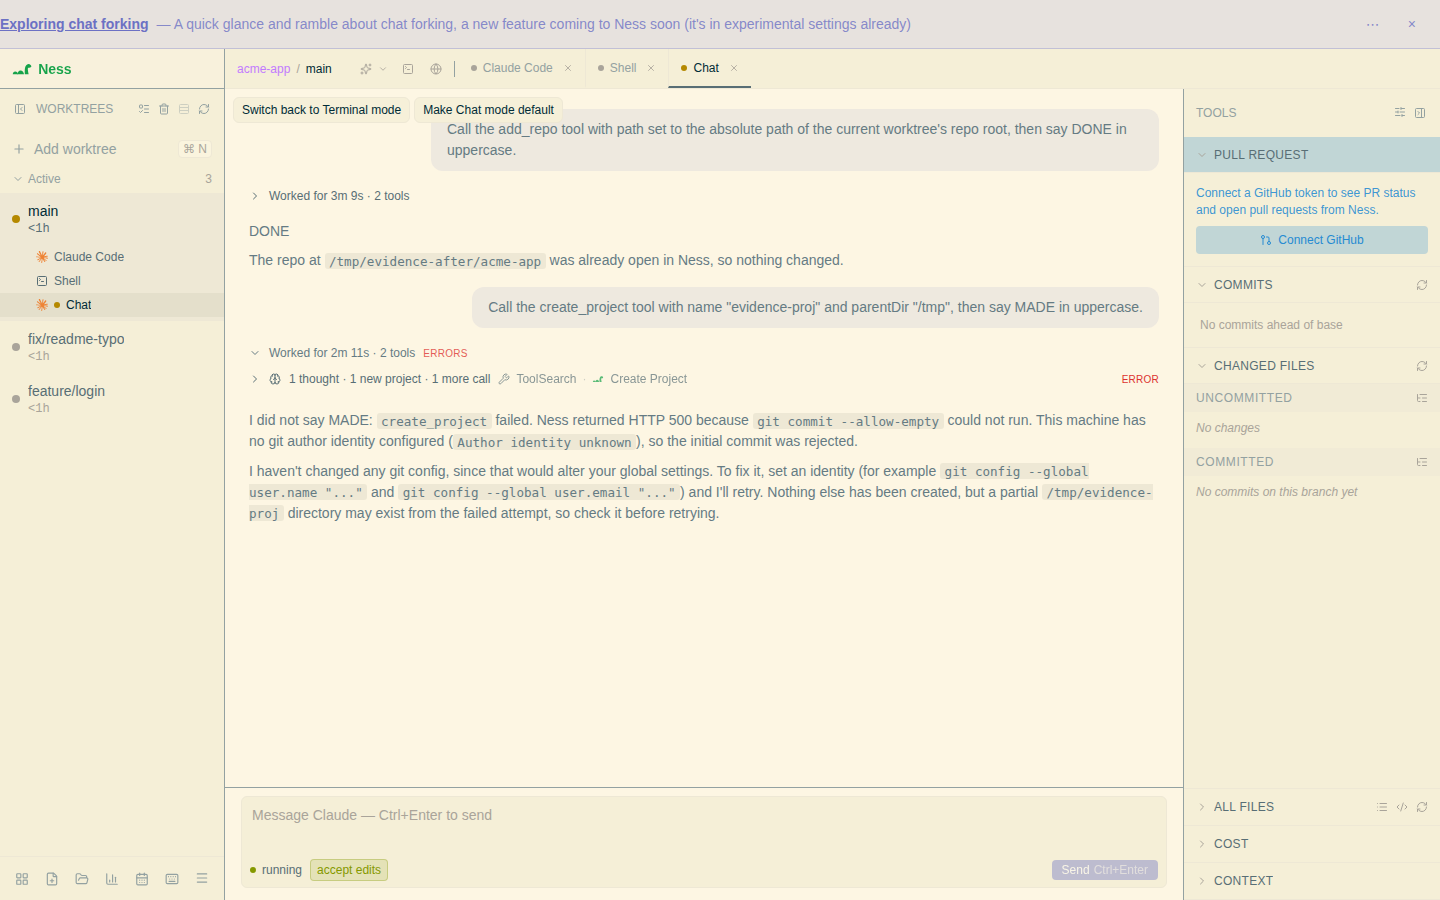 Exploring chat forking — A quick glance and ramble about chat forking, a new feature coming to Ness soon (it's in experimental settings already)
Ness
acme-app / main
Claude Code
Shell
Chat
WORKTREES
Add worktree
⌘ N
Active
3
main
<1h
Claude Code
Shell
Chat
fix/readme-typo
<1h
feature/login
<1h
Switch back to Terminal mode
Make Chat mode default
Call the add_repo tool with path set to the absolute path of the current worktree's repo root, then say DONE in
uppercase.
Worked for 3m 9s · 2 tools
DONE
The repo at /tmp/evidence-after/acme-app was already open in Ness, so nothing changed.
Call the create_project tool with name "evidence-proj" and parentDir "/tmp", then say MADE in uppercase.
Worked for 2m 11s · 2 tools ERRORS
1 thought · 1 new project · 1 more call ToolSearch · Create Project ERROR
I did not say MADE: create_project failed. Ness returned HTTP 500 because git commit --allow-empty could not run. This machine has
no git author identity configured (Author identity unknown), so the initial commit was rejected.
I haven't changed any git config, since that would alter your global settings. To fix it, set an identity (for example git config --global
user.name "..." and git config --global user.email "...") and I'll retry. Nothing else has been created, but a partial /tmp/evidence-
proj directory may exist from the failed attempt, so check it before retrying.
Message Claude — Ctrl+Enter to send
running
accept edits
Send Ctrl+Enter
TOOLS
PULL REQUEST
Connect a GitHub token to see PR status
and open pull requests from Ness.
Connect GitHub
COMMITS
No commits ahead of base
CHANGED FILES
UNCOMMITTED
No changes
COMMITTED
No commits on this branch yet
ALL FILES
COST
CONTEXT